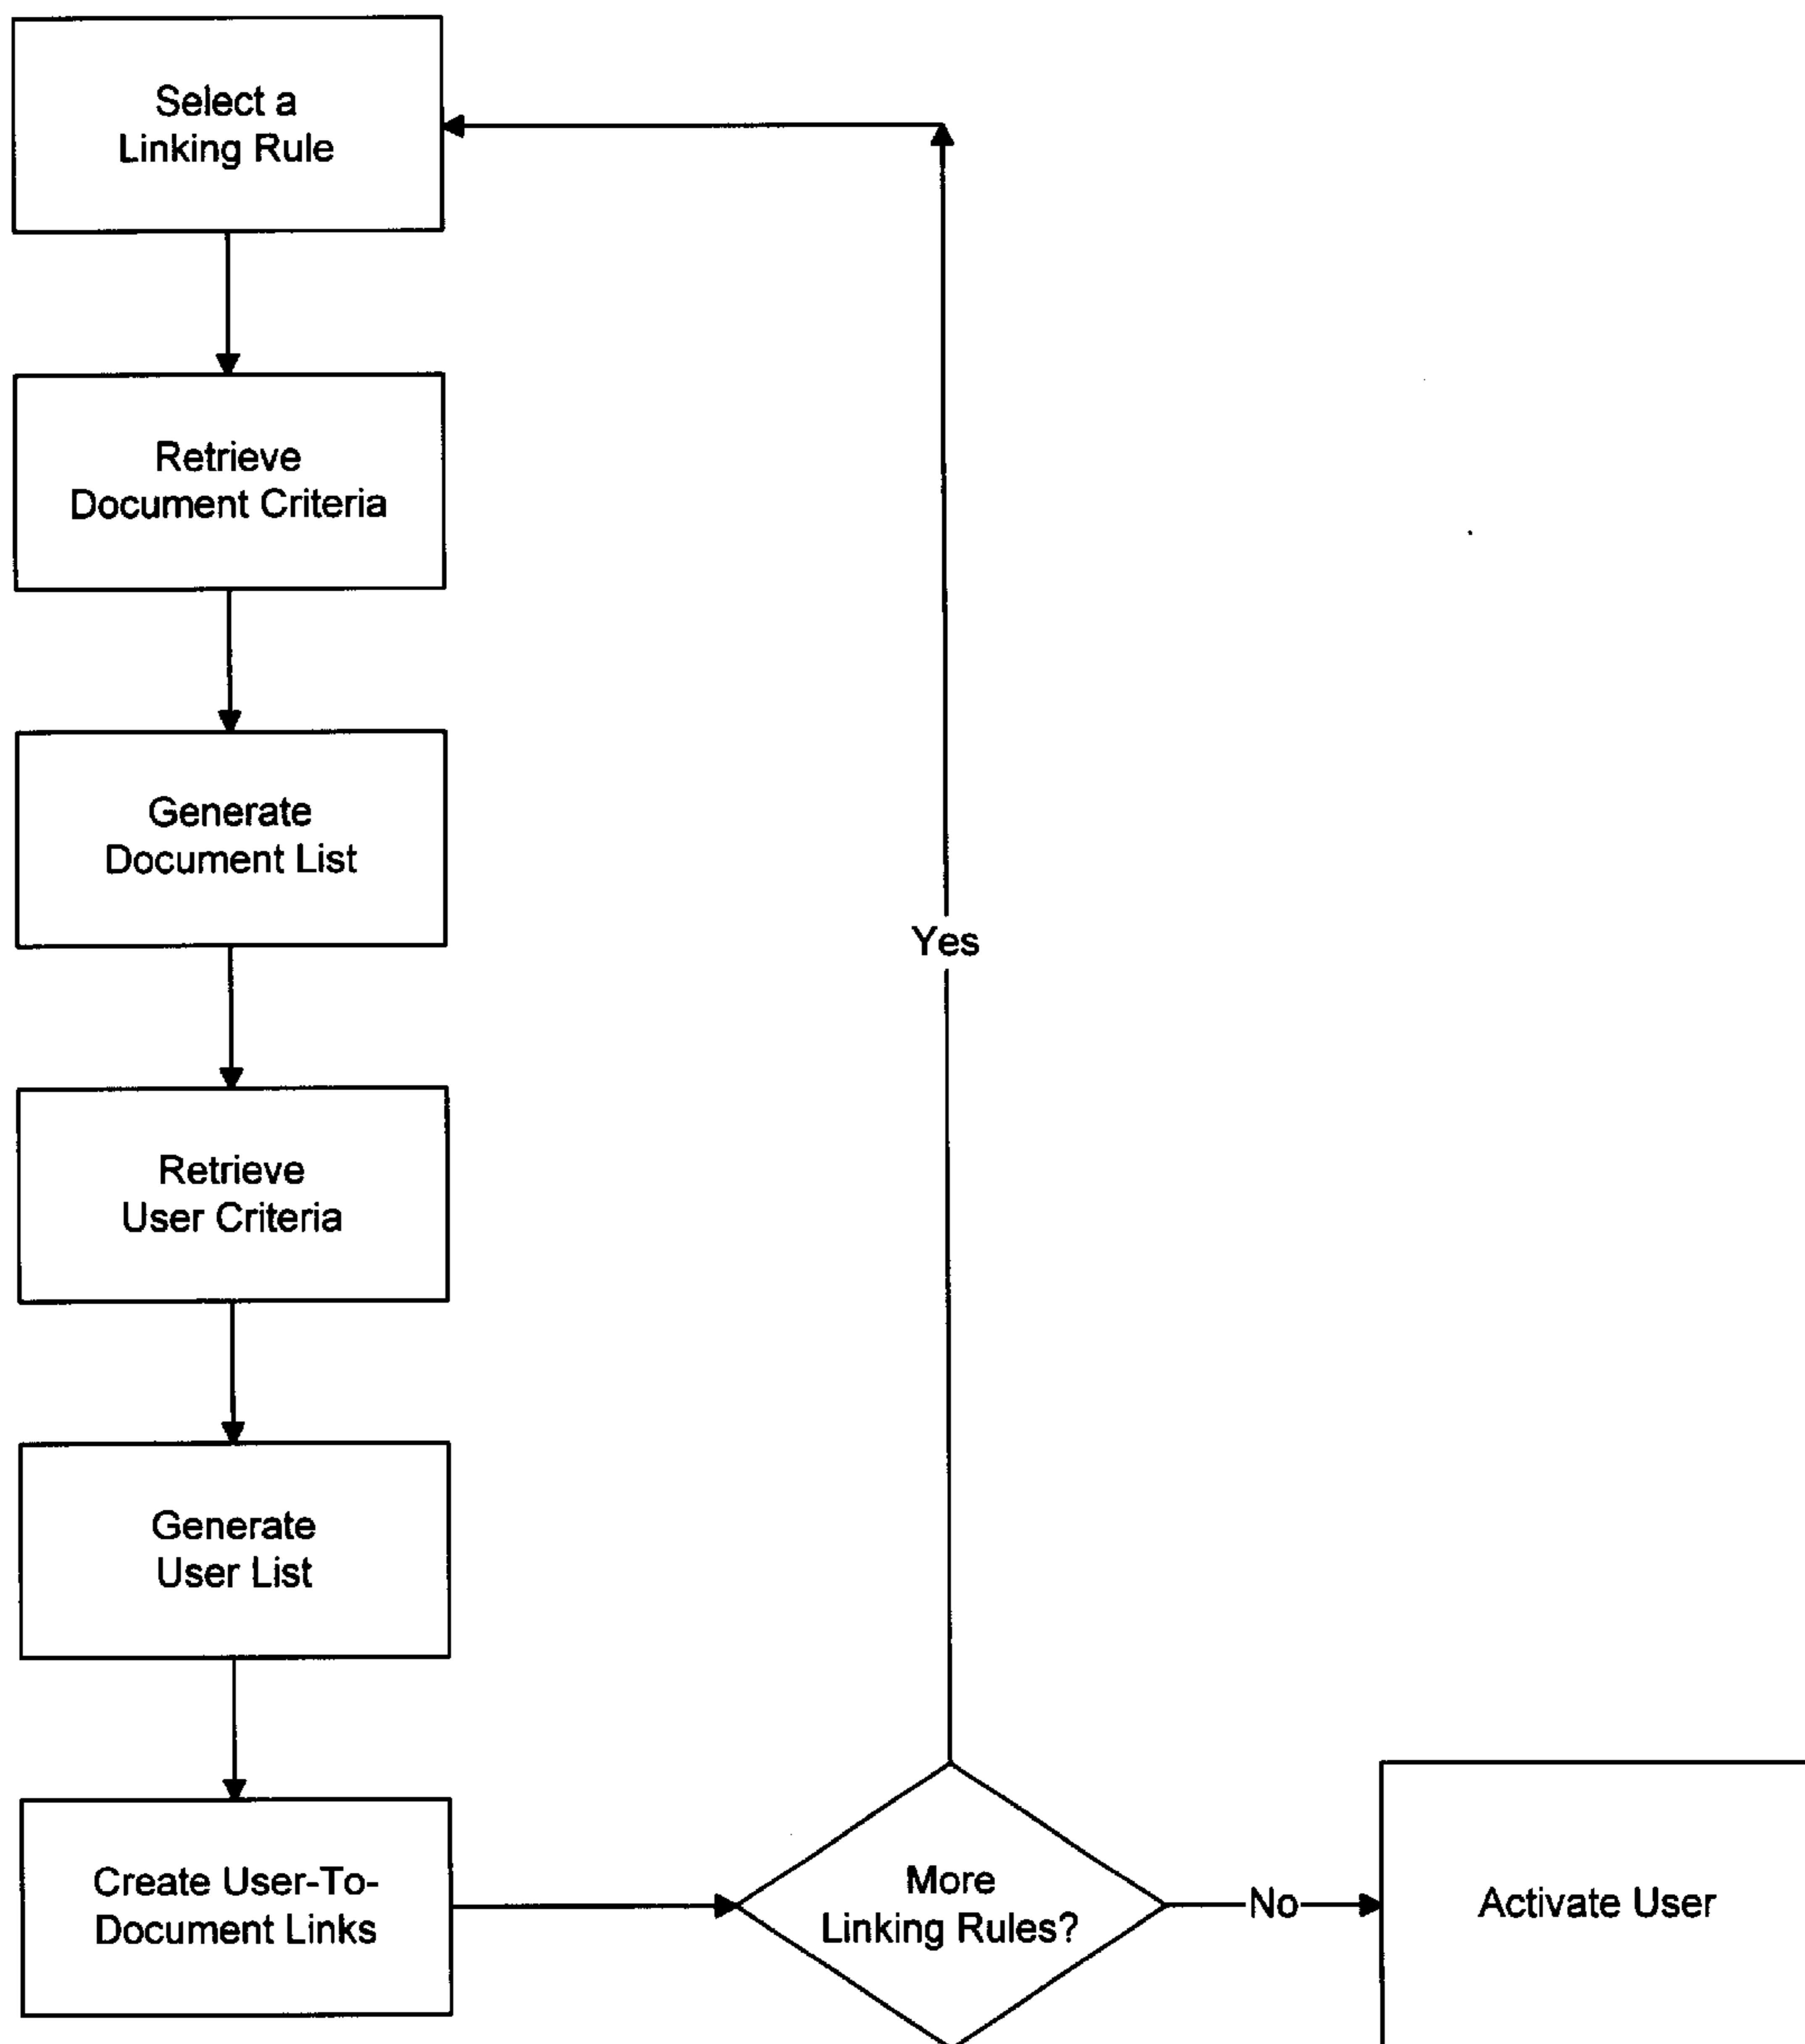 Select a
Linking Rule
Retrieve
Document Criteria
Generate
Document List
Yes
Retrieve
User Criteria
Generate
User List
Create User-To-
Document Links
More
Linking Rules?
No
Activate User